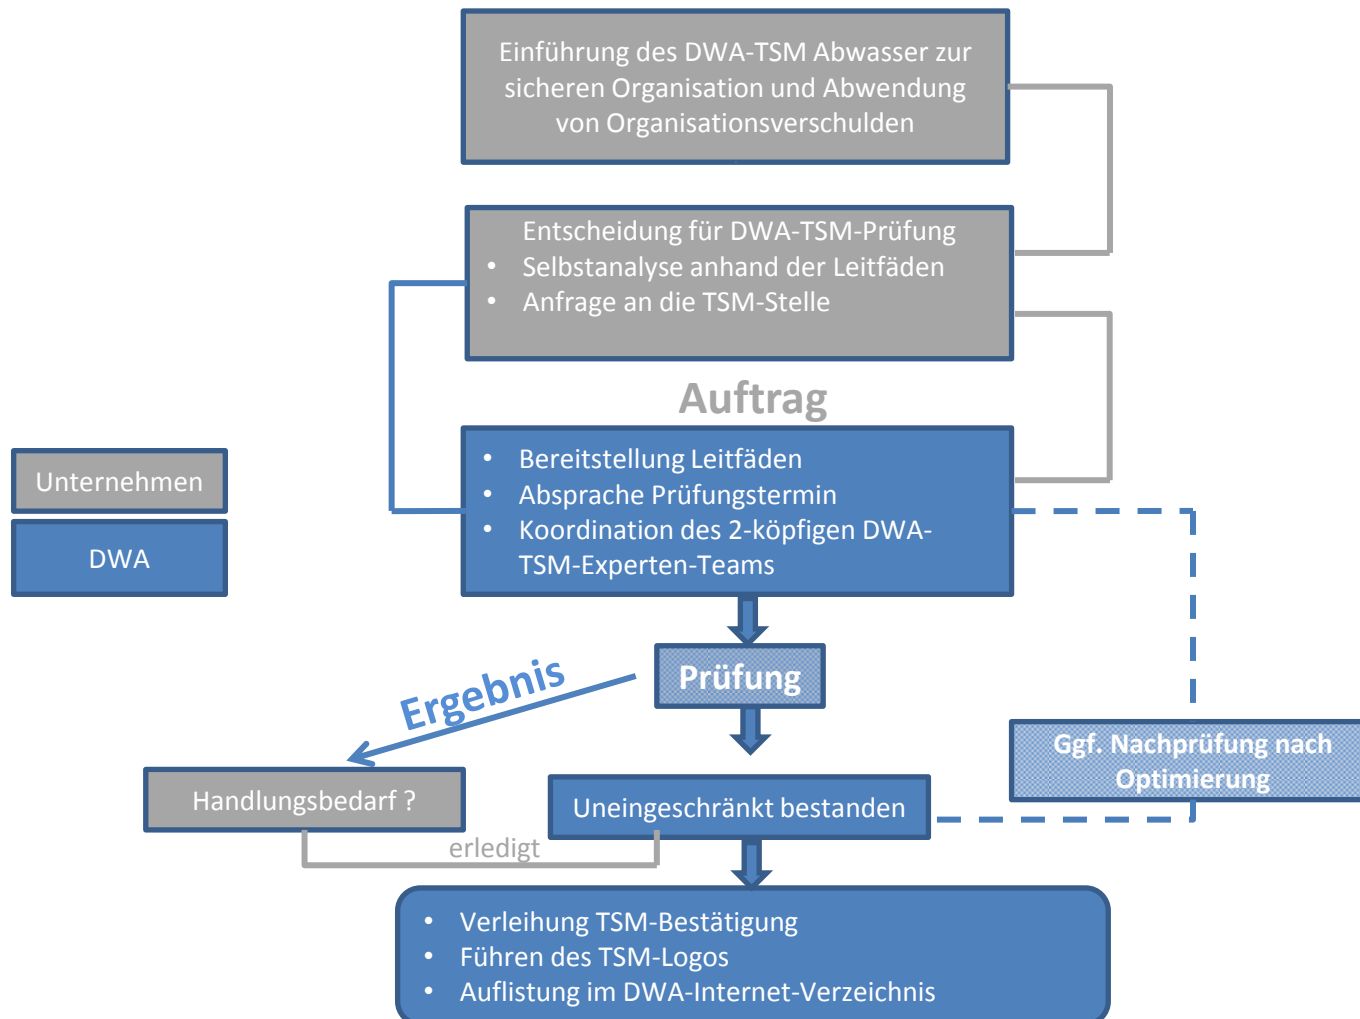 Einführung des DWA-TSM Abwasser zur
sicheren Organisation und Abwendung
von Organisationsverschulden
Entscheidung für DWA-TSM-Prüfung
• Selbstanalyse anhand der Leitfäden
• Anfrage an die TSM-Stelle
Auftrag
Unternehmen
DWA
• Bereitstellung Leitfäden
• Absprache Prüfungstermin
• Koordination des 2-köpfigen DWA-
TSM-Experten-Teams
Prüfung
Ergebnis
Ggf. Nachprüfung nach
Optimierung
Handlungsbedarf ?
Uneingeschränkt bestanden
erledigt
• Verleihung TSM-Bestätigung
• Führen des TSM-Logos
• Auflistung im DWA-Internet-Verzeichnis